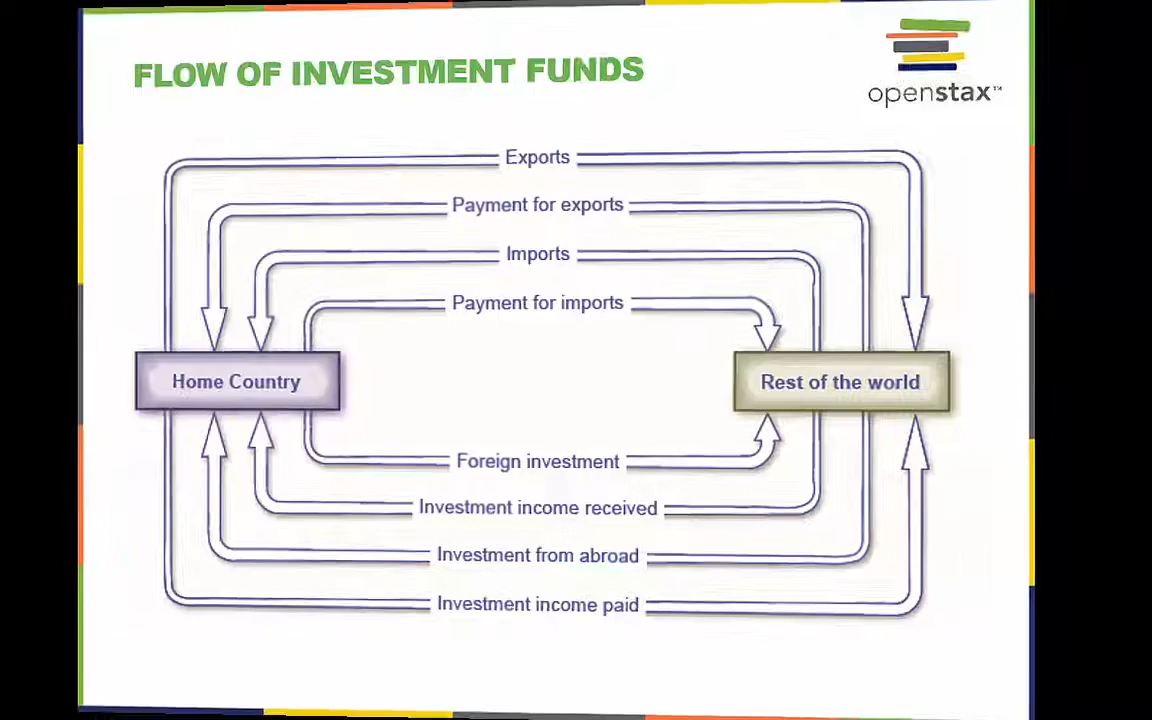 FLOW OF INVESTMENT FUNDS
openstax™
Exports
Payment for exports
Imports
Payment for imports
Home Country
Rest of the world
Foreign investment
Investment income received
Investment from abroad
Investment income paid